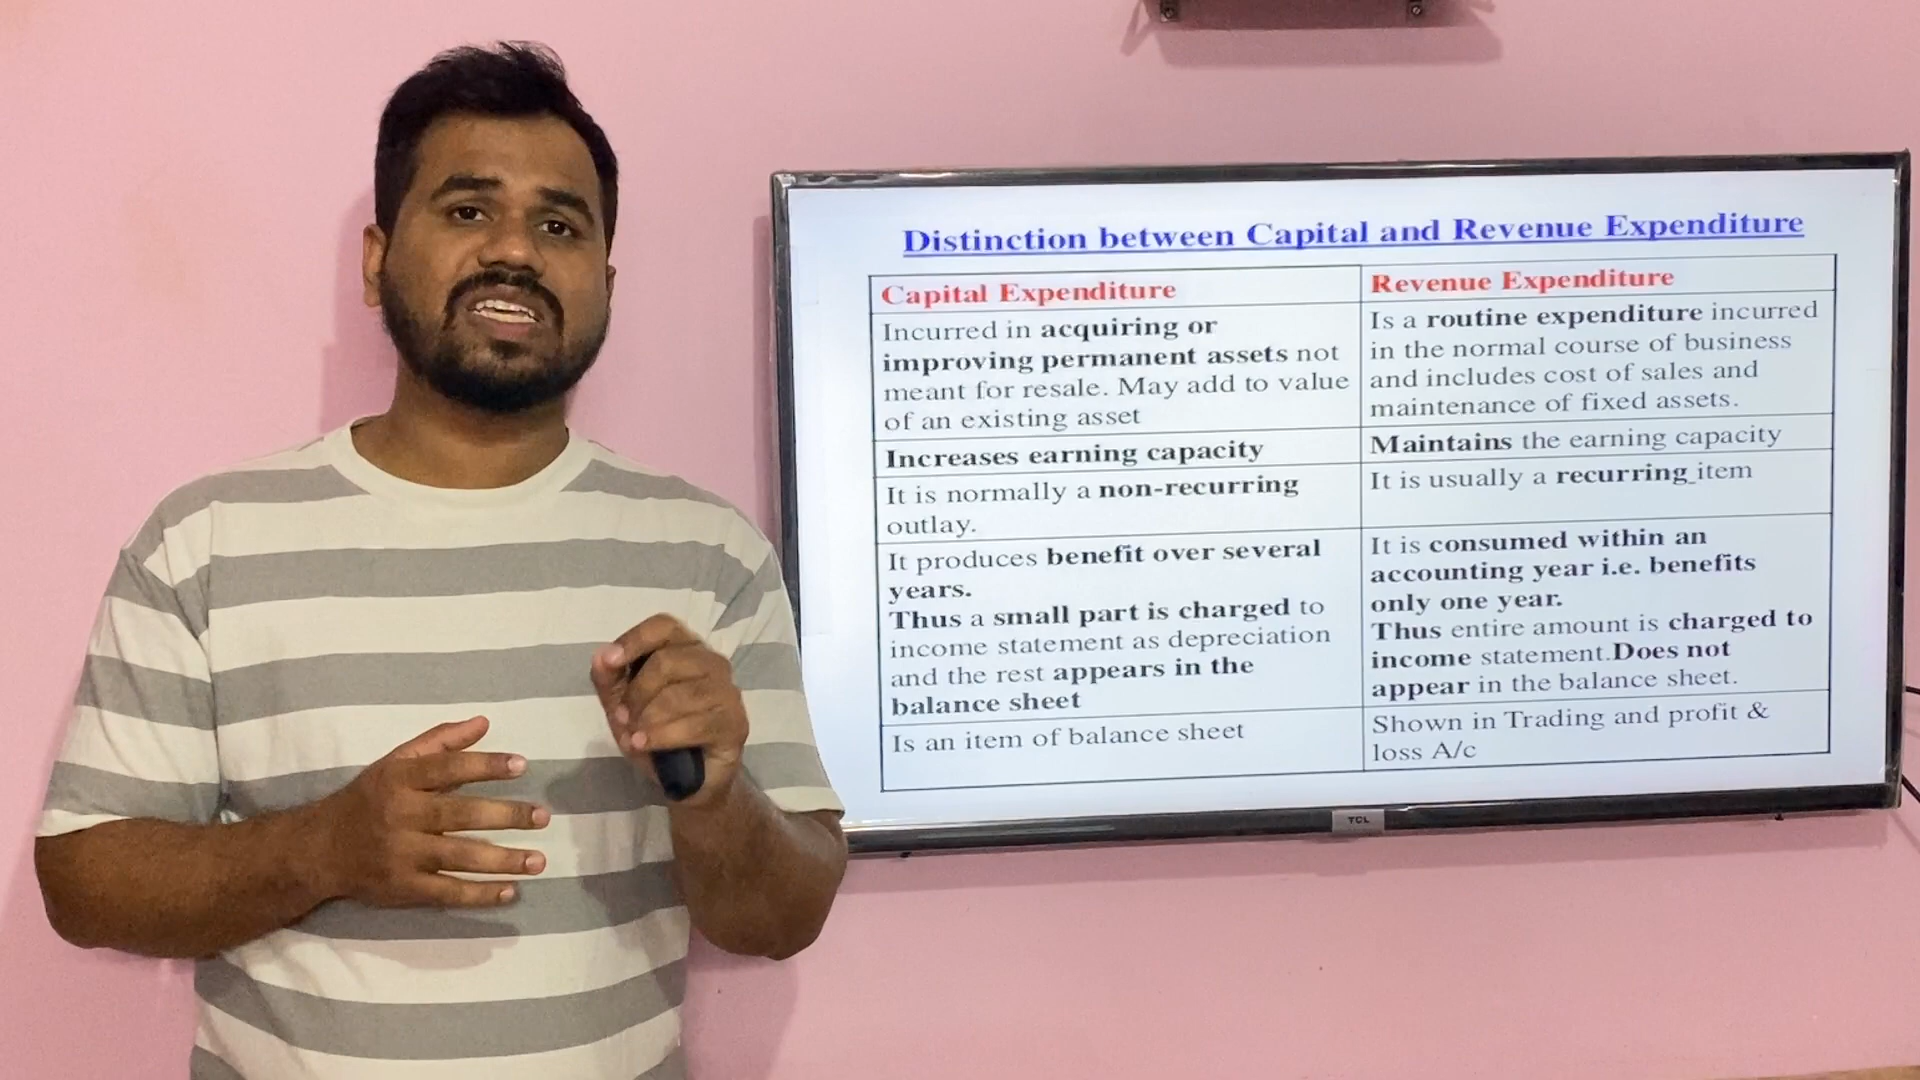 Distinction between Capital and Revenue Expenditure
Capital Expenditure
Incurred in acquiring or
improving permanent assets not
meant for resale. May add to value
of an existing asset
Increases earning capacity
It is normally a non-recurring
outlay.
It produces benefit over several
years.
Thus a small part is charged to
income statement as depreciation
and the rest appears in the
balance sheet
Is an item of balance sheet
Revenue Expenditure
Is a routine expenditure incurred
in the normal course of business
and includes cost of sales and
maintenance of fixed assets.
Maintains the earning capacity
It is usually a recurring item
It is consumed within an
accounting year i.e. benefits
only one year.
Thus entire amount is charged to
income statement.Does not
appear in the balance sheet.
Shown in Trading and profit &
loss A/c
TCL